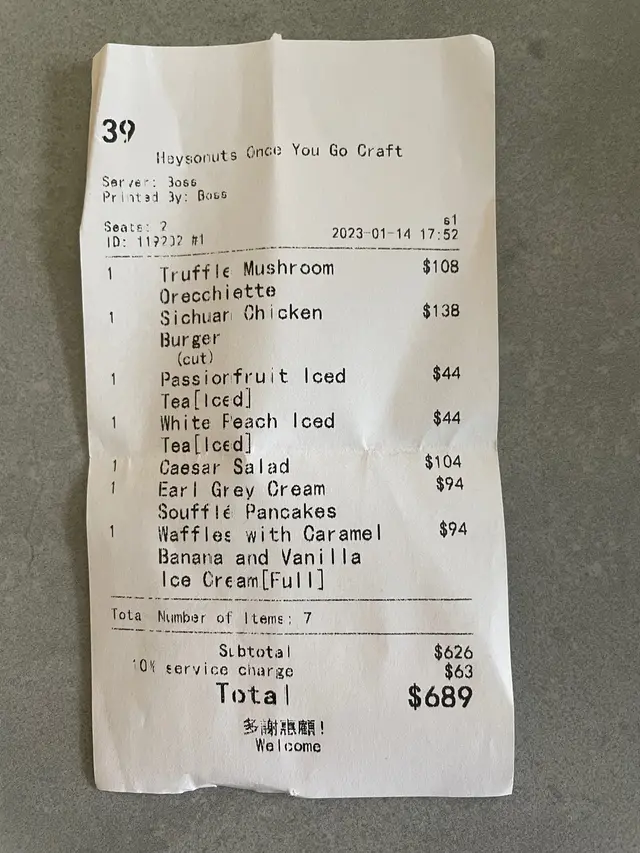 39
Heysonuts Once You Go Craft
Server: Boss
Printed By: Boss
s1
Seats: 2
ID: 119202 #1 2023-01-14 17:52
1 Truffle Mushroom $108
Orecchiette
1 Sichuan Chicken $138
Burger
(cut)
1 Passionfruit Iced $44
Tea[Iced]
1 White Peach Iced $44
Tea[Iced]
1 Caesar Salad $104
1 Earl Grey Cream $94
Soufflé Pancakes
1 Waffles with Caramel $94
Banana and Vanilla
Ice Cream[Full]
Total Number of Items: 7
Subtotal $626
10% service charge $63
Total $689
多謝惠顧!
Welcome